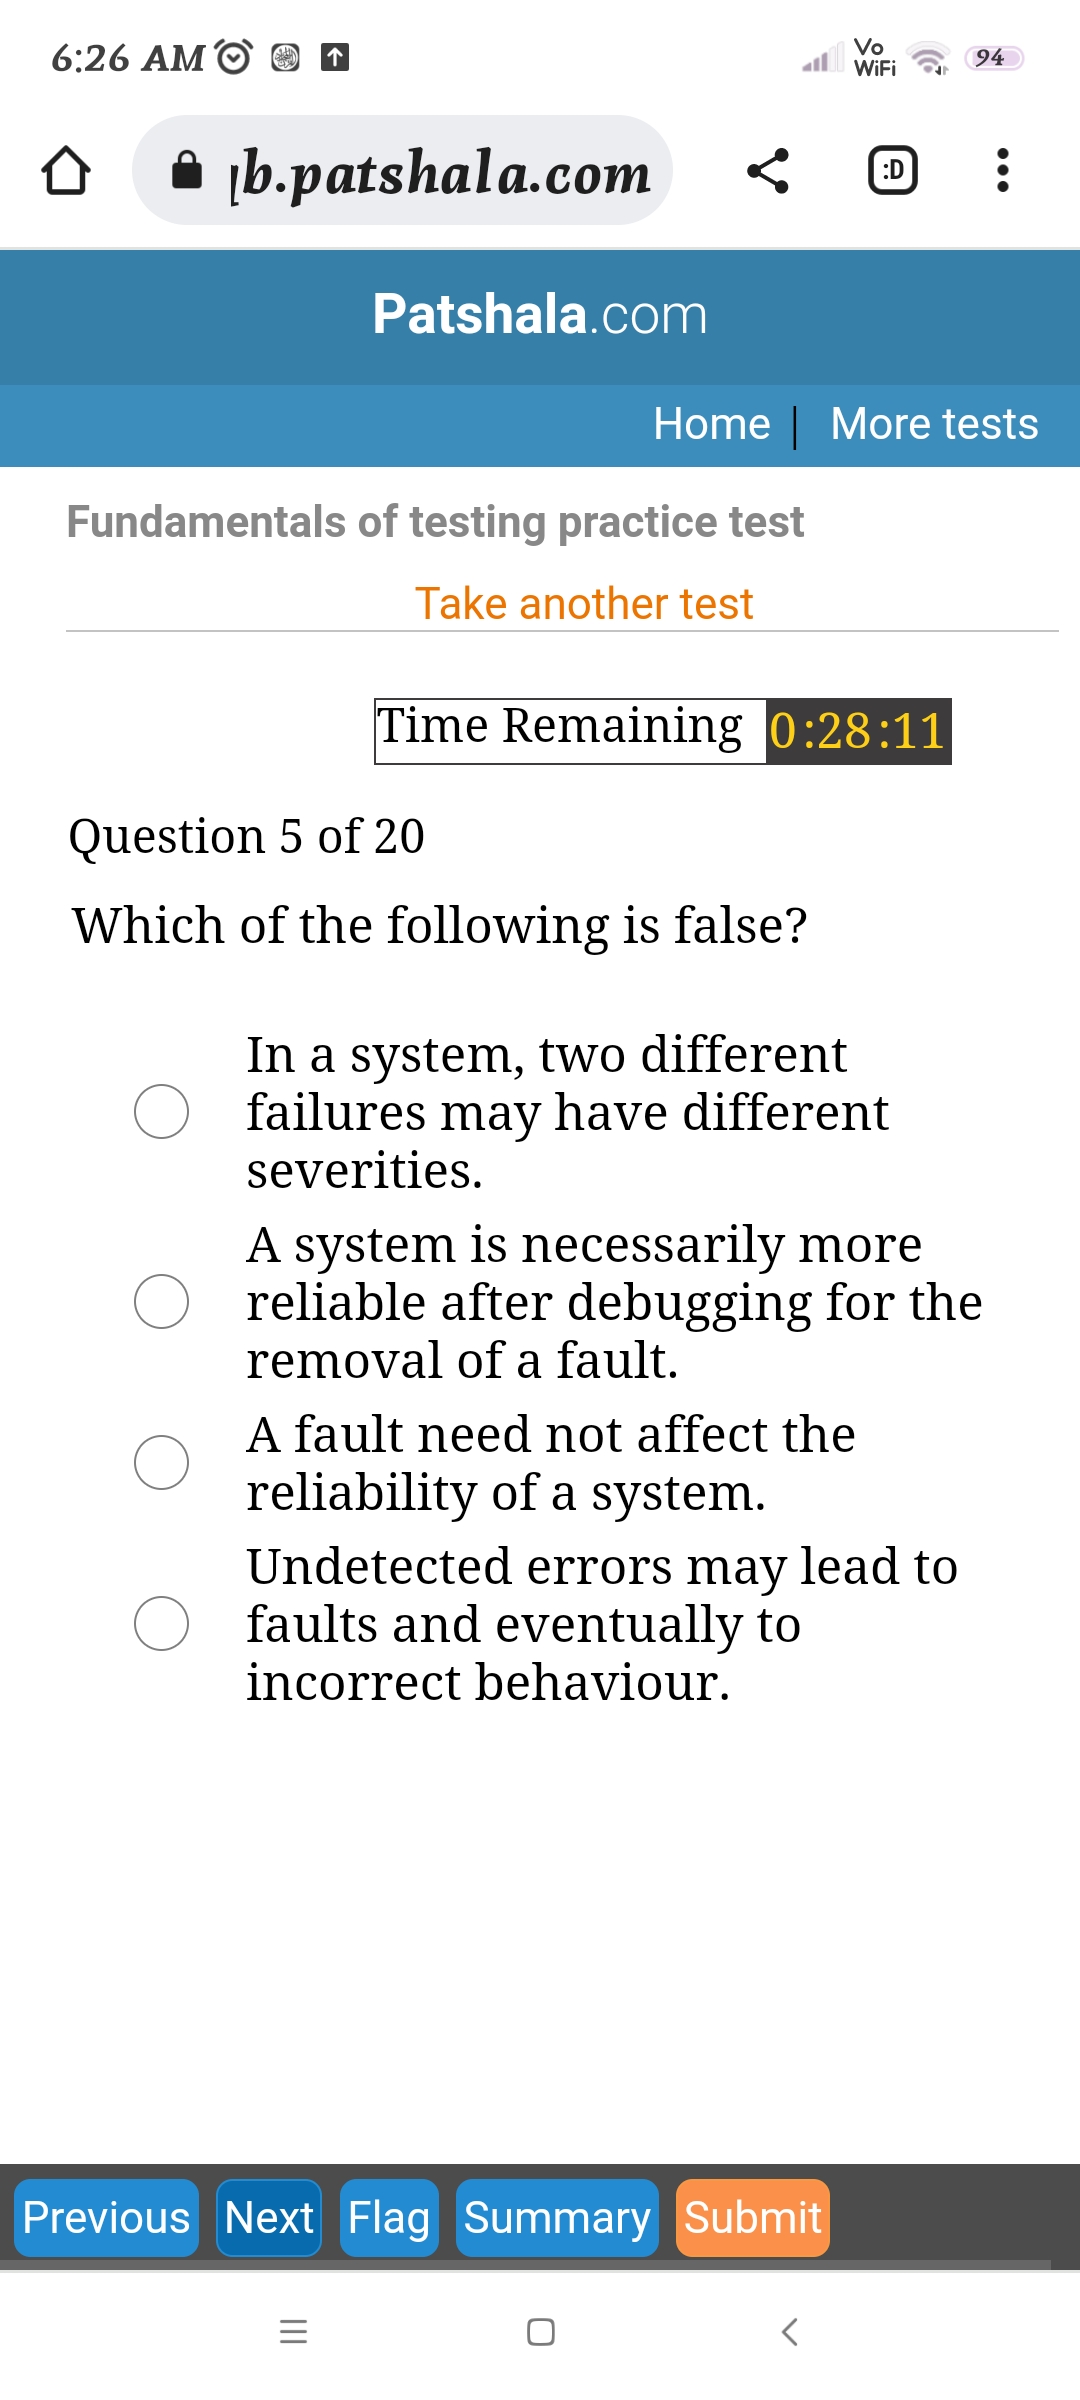 6:26 AM
Vo
WiFi
94
b.patshala.com
:D
Patshala.com
Home | More tests
Fundamentals of testing practice test
Take another test
Time Remaining 0:28:11
Question 5 of 20
Which of the following is false?
In a system, two different
failures may have different
severities.
A system is necessarily more
reliable after debugging for the
removal of a fault.
A fault need not affect the
reliability of a system.
Undetected errors may lead to
faults and eventually to
incorrect behaviour.
Previous Next Flag Summary Submit